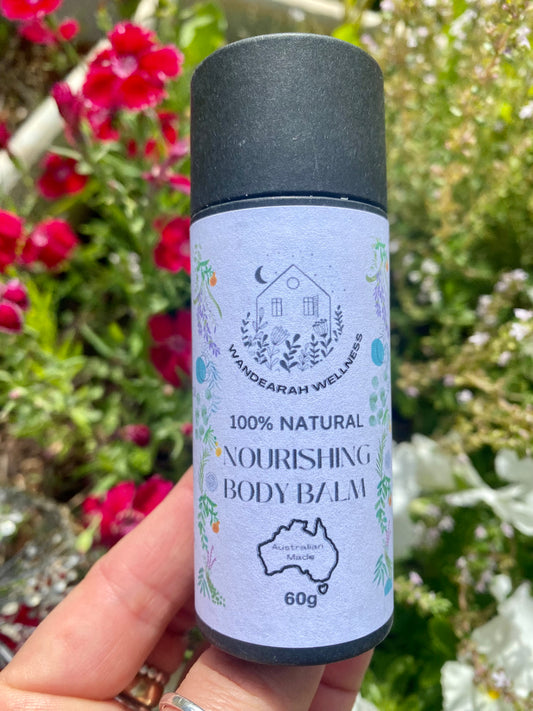 WANDEARAH WELLNESS
100% NATURAL
NOURISHING
BODY BALM
Australian
Made
60g